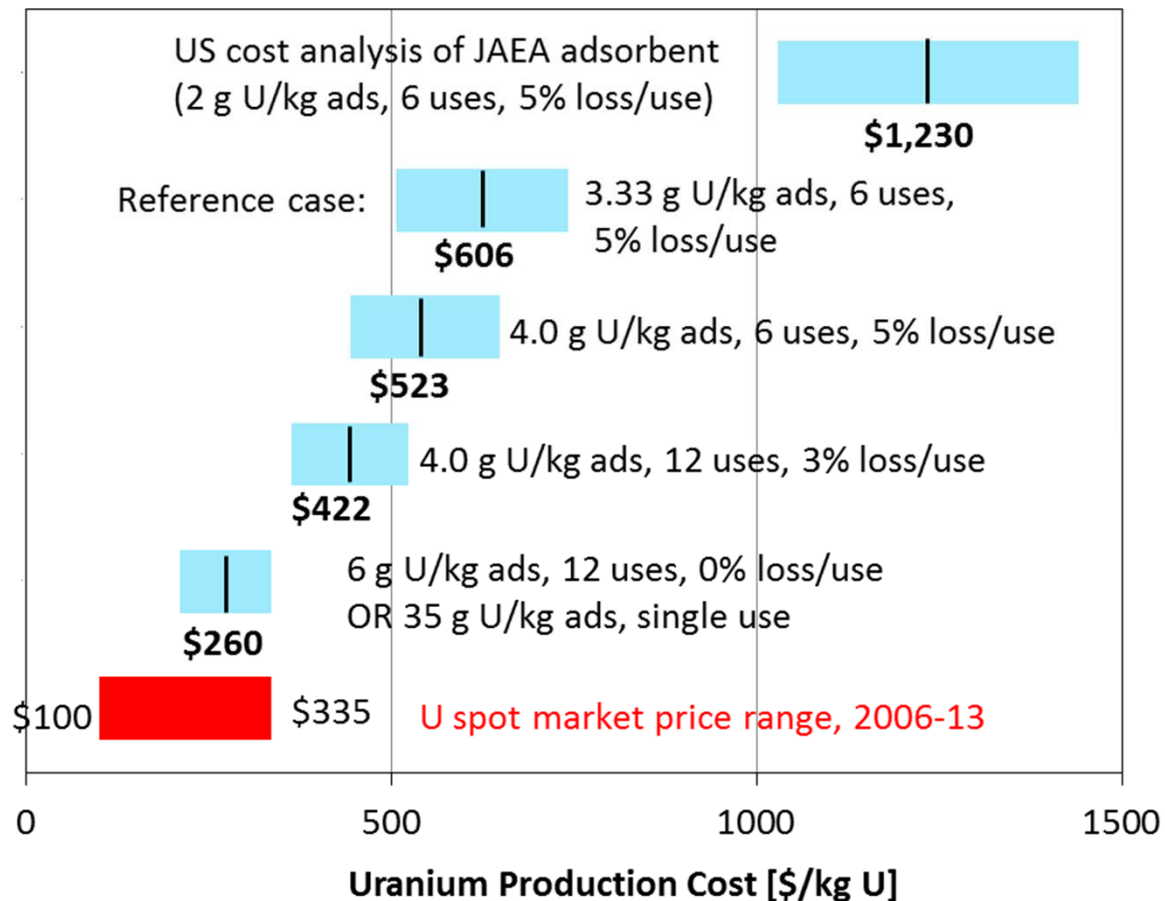 US cost analysis of JAEA adsorbent
(2 g U/kg ads, 6 uses, 5% loss/use)
$1,230
Reference case:
3.33 g U/kg ads, 6 uses,
5% loss/use
$606
4.0 g U/kg ads, 6 uses, 5% loss/use
$523
4.0 g U/kg ads, 12 uses, 3% loss/use
$422
6 g U/kg ads, 12 uses, 0% loss/use
OR 35 g U/kg ads, single use
$260
$100
$335
U spot market price range, 2006-13
0
500
1000
1500
Uranium Production Cost [$/kg U]